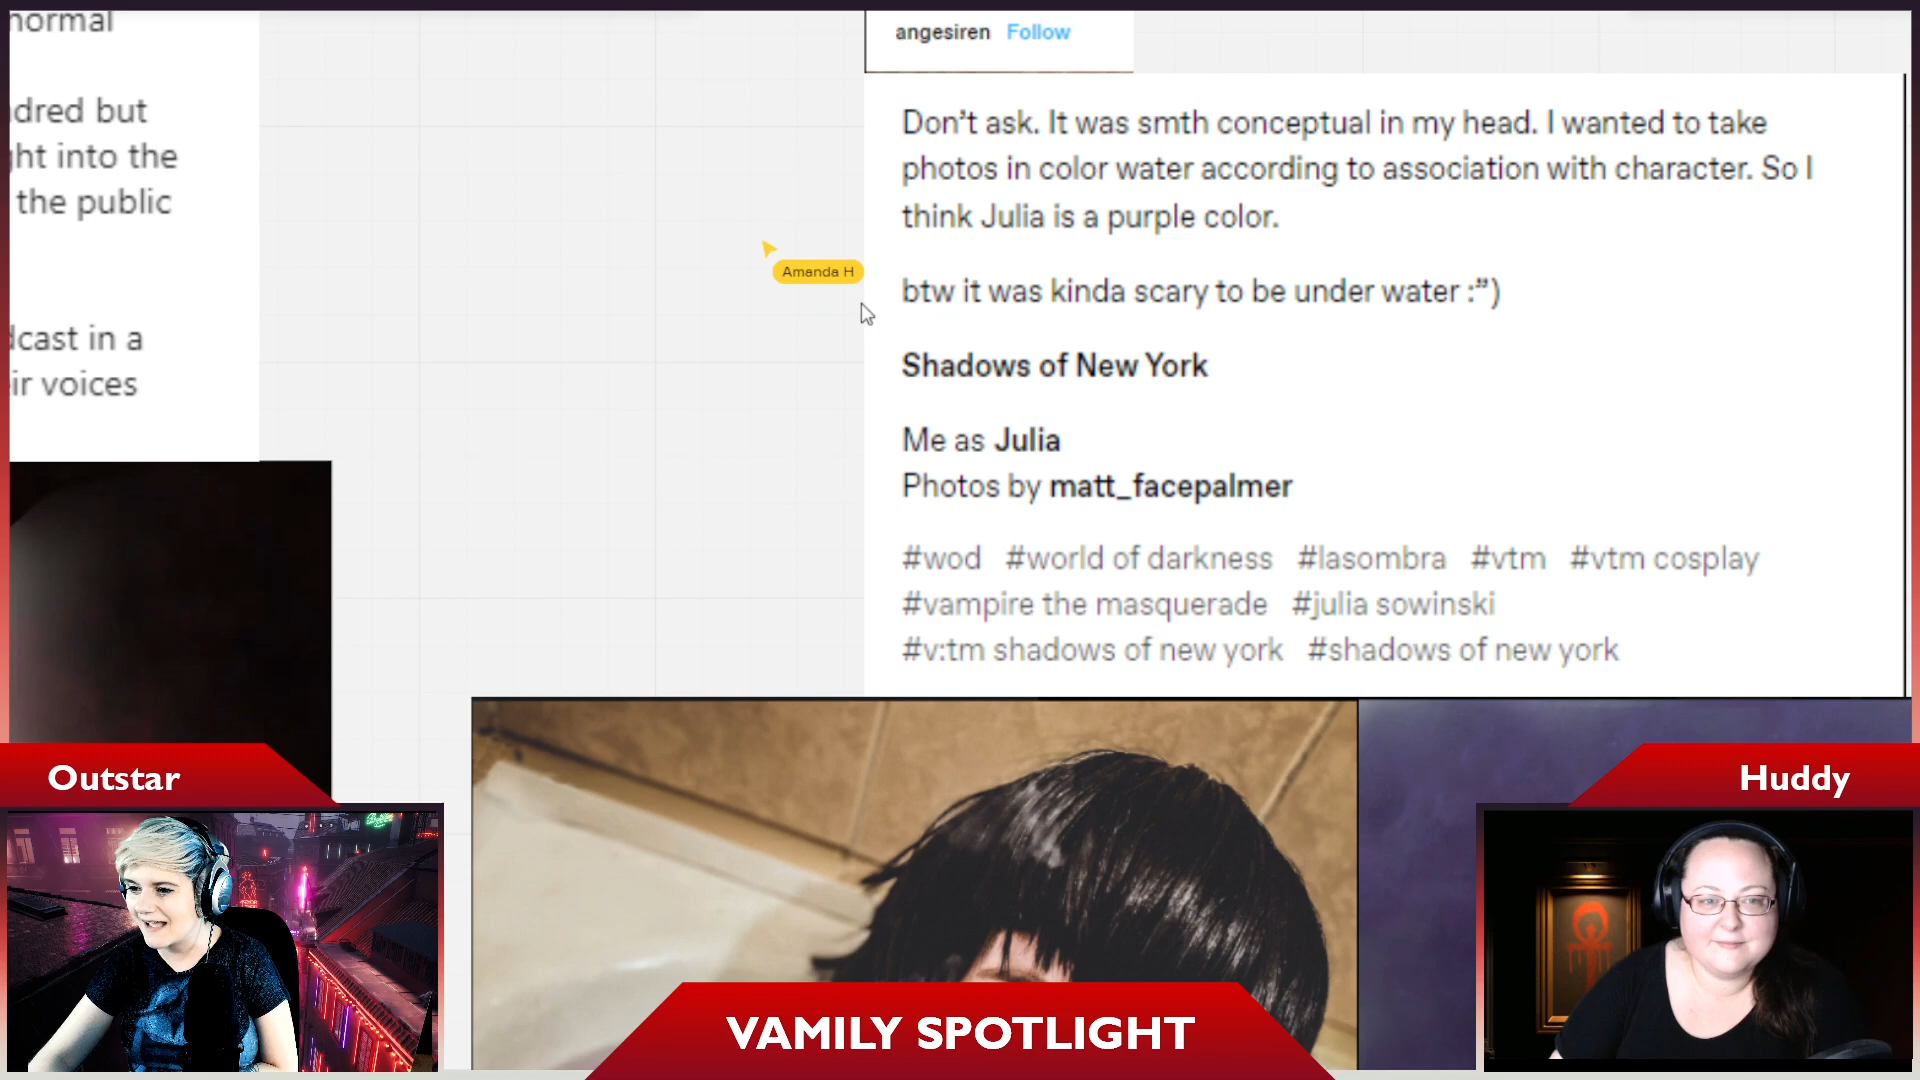 normal
dred but
ght into the
the public
dcast in a
eir voices
angesiren Follow
Don’t ask. It was smth conceptual in my head. I wanted to take
photos in color water according to association with character. So I
think Julia is a purple color.
btw it was kinda scary to be under water :”)
Shadows of New York
Me as Julia
Photos by matt_facepalmer
#wod #world of darkness #lasombra #vtm #vtm cosplay
#vampire the masquerade #julia sowinski
#v:tm shadows of new york #shadows of new york
Amanda H
Outstar
Huddy
VAMILY SPOTLIGHT